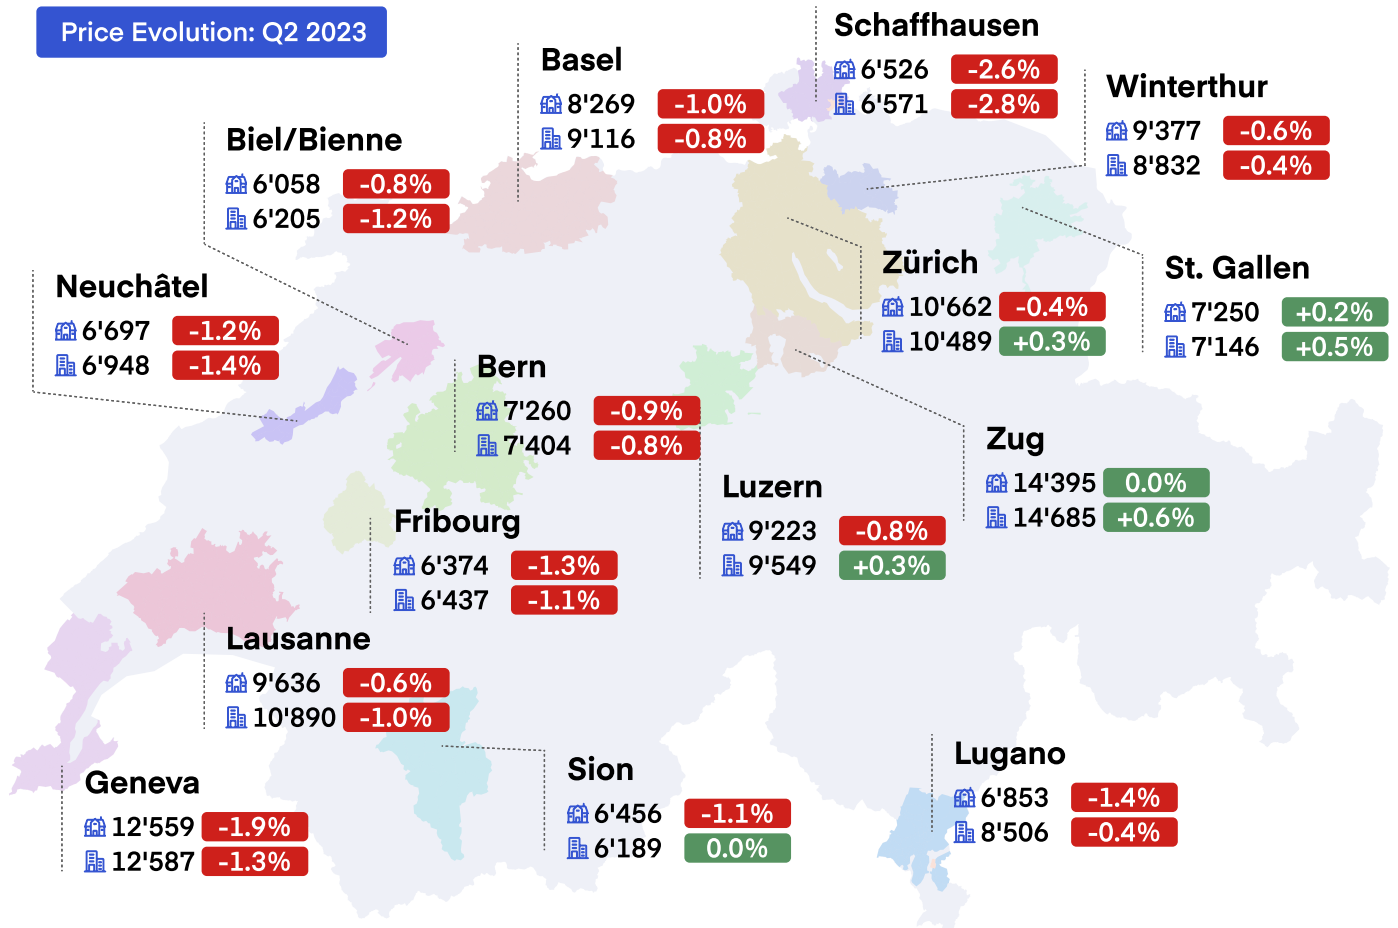 Price Evolution: Q2 2023
Schaffhausen
6'526 -2.6%
6'571 -2.8%
Basel
8'269 -1.0%
9'116 -0.8%
Winterthur
9'377 -0.6%
8'832 -0.4%
Biel/Bienne
6'058 -0.8%
6'205 -1.2%
Zürich
10'662 -0.4%
10'489 +0.3%
St. Gallen
7'250 +0.2%
7'146 +0.5%
Neuchâtel
6'697 -1.2%
6'948 -1.4%
Bern
7'260 -0.9%
7'404 -0.8%
Zug
14'395 0.0%
14'685 +0.6%
Luzern
9'223 -0.8%
9'549 +0.3%
Fribourg
6'374 -1.3%
6'437 -1.1%
Lausanne
9'636 -0.6%
10'890 -1.0%
Geneva
12'559 -1.9%
12'587 -1.3%
Sion
6'456 -1.1%
6'189 0.0%
Lugano
6'853 -1.4%
8'506 -0.4%